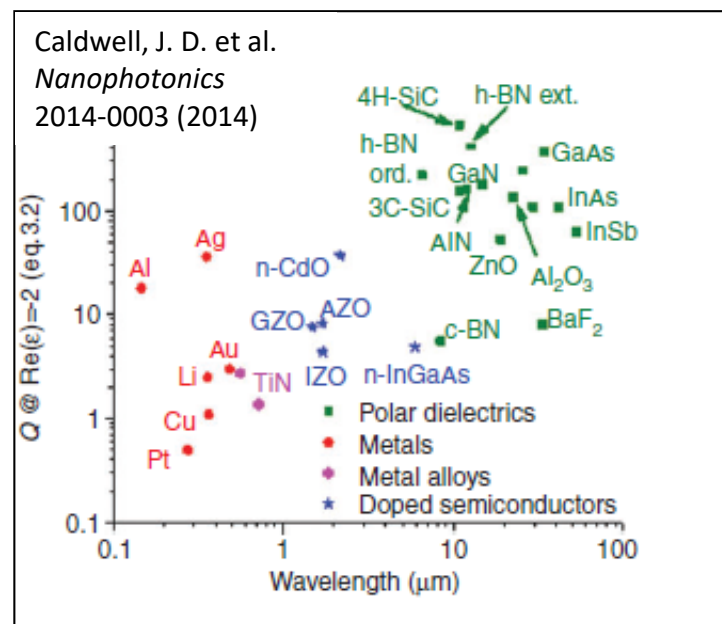 Caldwell, J. D. et al.
Nanophotonics
2014-0003 (2014)
4H-SiC
h-BN ext.
h-BN
ord.
GaN
GaAs
3C-SiC
InAs
AlN
InSb
ZnO
Al₂O₃
100
Ag
Al
n-CdO
10
GZO
AZO
c-BN
BaF₂
Au
Li
TiN
IZO
n-InGaAs
Cu
Pt
1
Polar dielectrics
Metals
Metal alloys
Doped semiconductors
0.1
0.1
1
10
100
Wavelength (μm)
Q @ Re(ε)=-2 (eq.3.2)